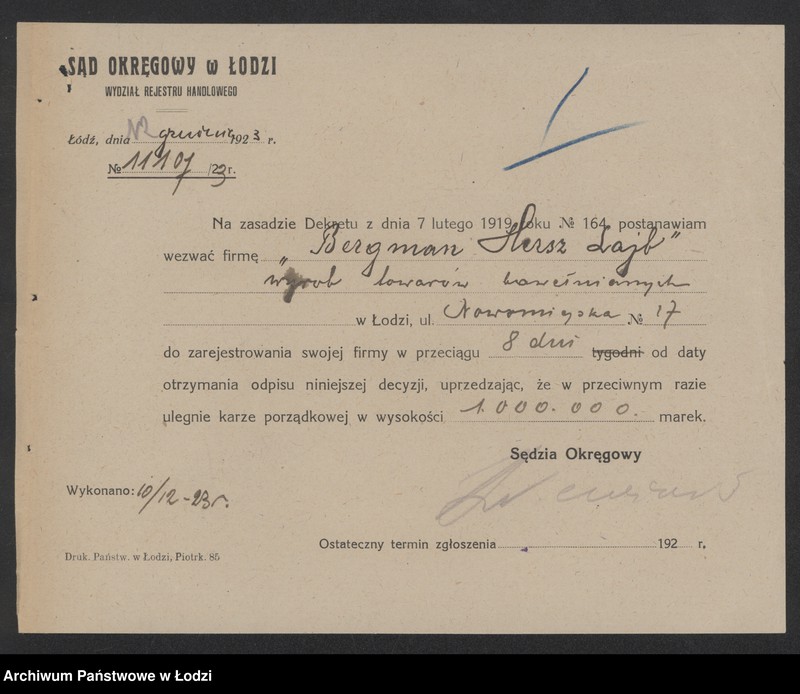 SĄD OKRĘGOWY w ŁODZI
WYDZIAŁ REJESTRU HANDLOWEGO
Łódź, dnia grudnia 1923 r.
№ 11107/23 r.
Na zasadzie Dekretu z dnia 7 lutego 1919 roku № 164, postanawiam
wezwać firmę „Bergman Hersz Lajb”
wyrob towarów bawełnianych
w Łodzi, ul. Nowomiejska № 17
do zarejestrowania swojej firmy w przeciągu 8 dni tygodni od daty
otrzymania odpisu niniejszej decyzji, uprzedzając, że w przeciwnym razie
ulegnie karze porządkowej w wysokości 1.000.000. marek.
Sędzia Okręgowy
Wykonano: 10/12-23 r.
Ostateczny termin zgłoszenia 192 r.
Druk. Państw. w Łodzi, Piotrk. 85
Archiwum Państwowe w Łodzi